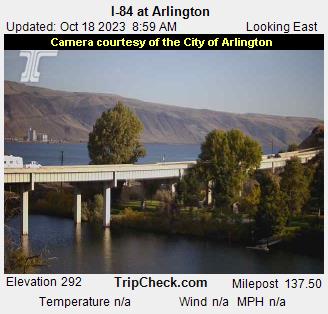 I-84 at Arlington
Updated: Oct 18 2023 8:59 AM Looking East
Camera courtesy of the City of Arlington
Elevation 292 TripCheck.com Milepost 137.50
Temperature n/a Wind n/a MPH n/a